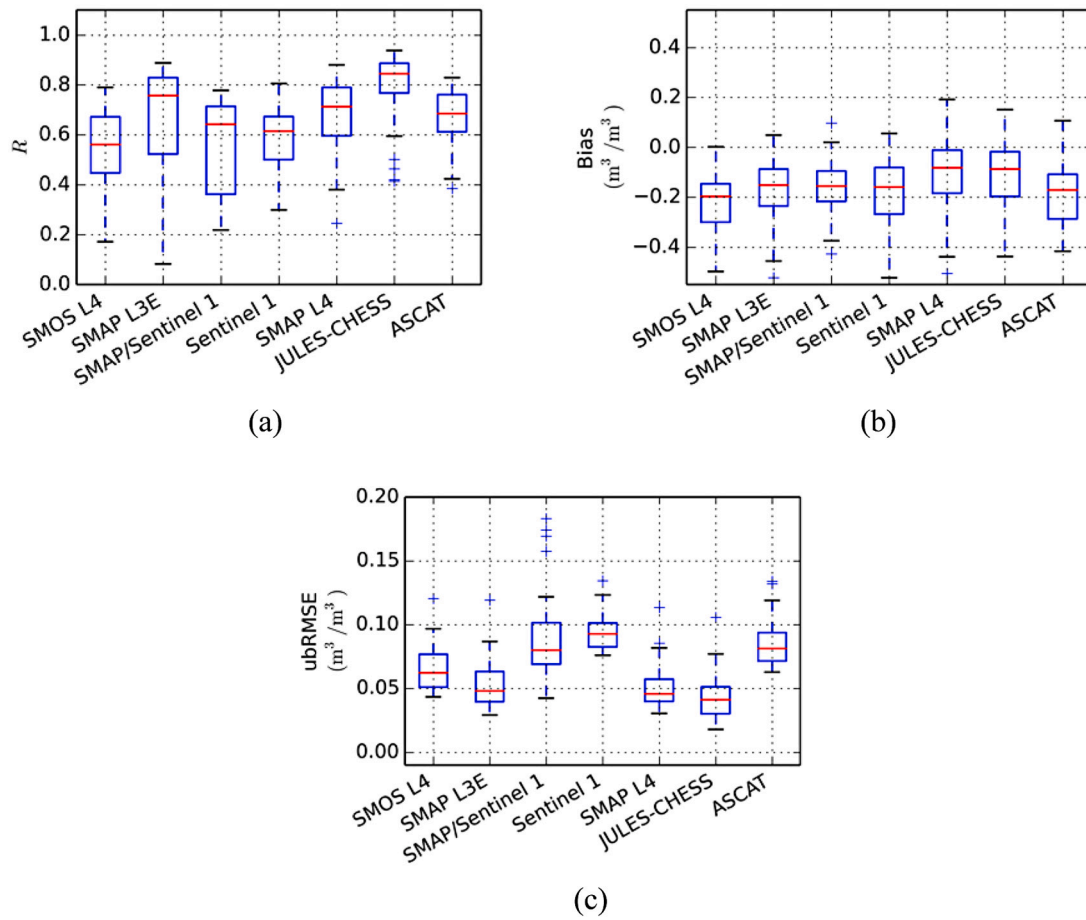 1.0
0.8
0.6
0.4
0.2
0.0
R
SMOS L4
SMAP L3E
SMAP/Sentinel 1
Sentinel 1
SMAP L4
JULES-CHESS
ASCAT
(a)
0.4
0.2
0.0
−0.2
−0.4
Bias
(m³/m³)
SMOS L4
SMAP L3E
SMAP/Sentinel 1
Sentinel 1
SMAP L4
JULES-CHESS
ASCAT
(b)
0.20
0.15
0.10
0.05
0.00
ubRMSE
(m³/m³)
SMOS L4
SMAP L3E
SMAP/Sentinel 1
Sentinel 1
SMAP L4
JULES-CHESS
ASCAT
(c)